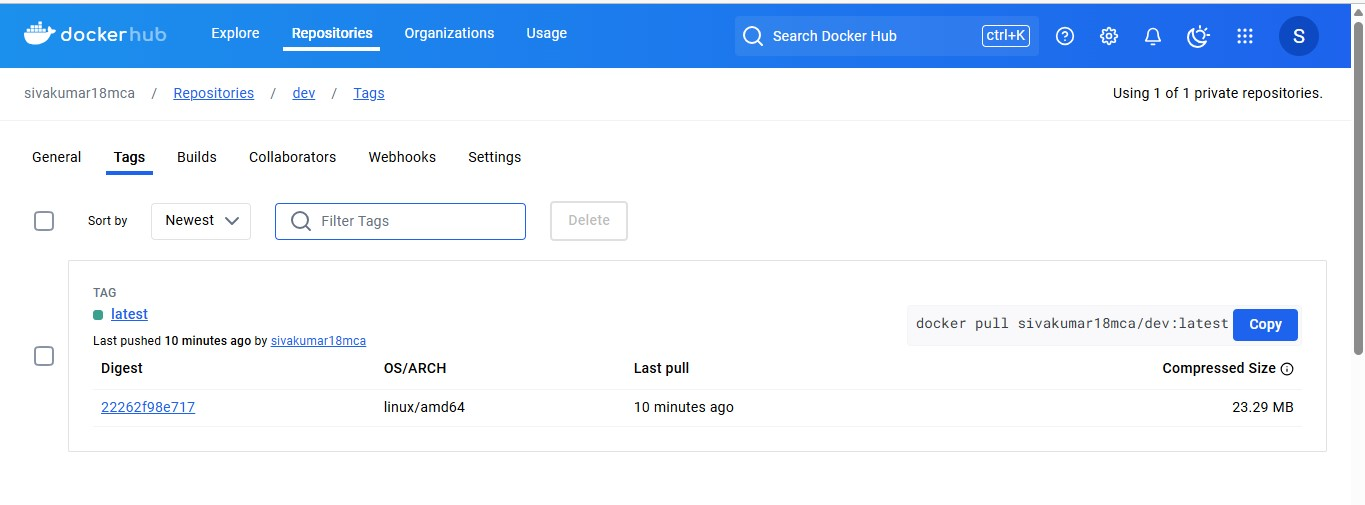 dockerhub Explore Repositories Organizations Usage Search Docker Hub ctrl+K S
sivakumar18mca / Repositories / dev / Tags Using 1 of 1 private repositories.
General Tags Builds Collaborators Webhooks Settings
Sort by Newest Filter Tags Delete
TAG
latest
docker pull sivakumar18mca/dev:latest Copy
Last pushed 10 minutes ago by sivakumar18mca
Digest OS/ARCH Last pull Compressed Size
22262f98e717 linux/amd64 10 minutes ago 23.29 MB